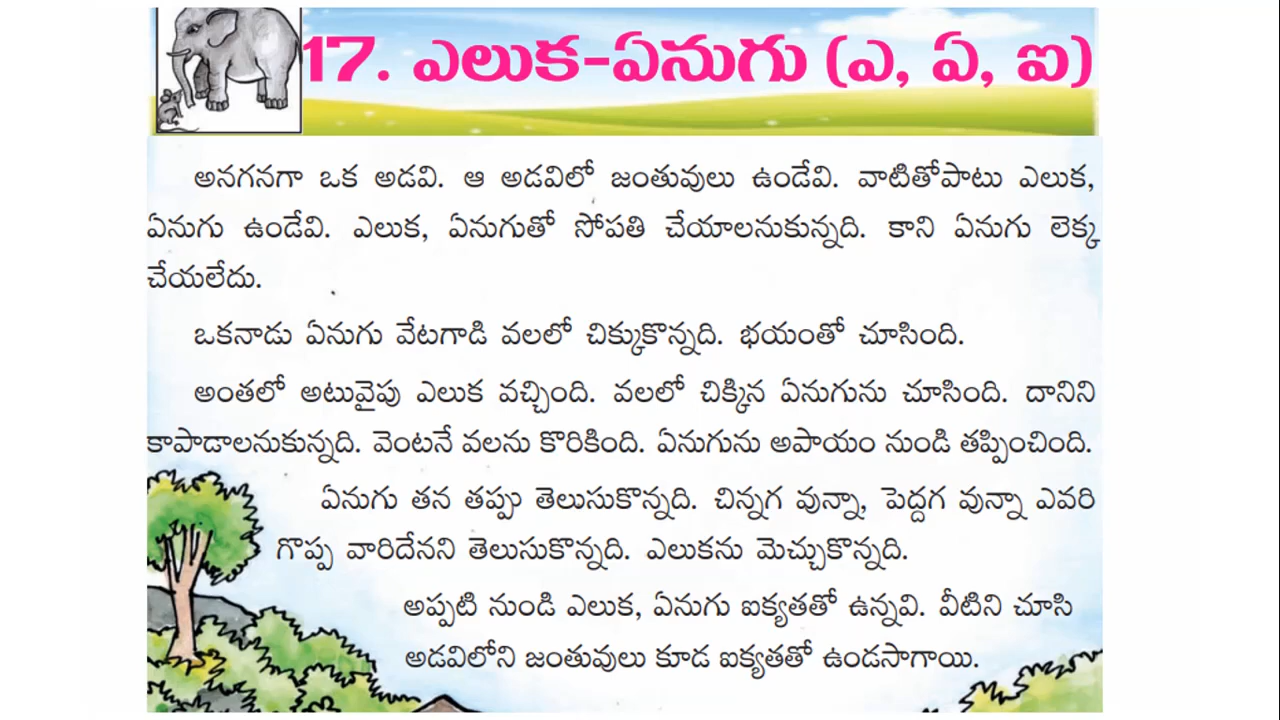 17. ఎలుక-ఏనుగు (ఎ, ఏ, ఐ)
అనగనగా ఒక అడవి. ఆ అడవిలో జంతువులు ఉండేవి. వాటితోపాటు ఎలుక,
ఏనుగు ఉండేవి. ఎలుక, ఏనుగుతో సోపతి చేయాలనుకున్నది. కాని ఏనుగు లెక్క
చేయలేదు.
ఒకనాడు ఏనుగు వేటగాడి వలలో చిక్కుకొన్నది. భయంతో చూసింది.
అంతలో అటువైపు ఎలుక వచ్చింది. వలలో చిక్కిన ఏనుగును చూసింది. దానిని
కాపాడాలనుకున్నది. వెంటనే వలను కొరికింది. ఏనుగును అపాయం నుండి తప్పించింది.
ఏనుగు తన తప్పు తెలుసుకొన్నది. చిన్నగ వున్నా, పెద్దగ వున్నా ఎవరి
గొప్ప వారిదేనని తెలుసుకొన్నది. ఎలుకను మెచ్చుకొన్నది.
అప్పటి నుండి ఎలుక, ఏనుగు ఐక్యతతో ఉన్నవి. వీటిని చూసి
అడవిలోని జంతువులు కూడ ఐక్యతతో ఉండసాగాయి.